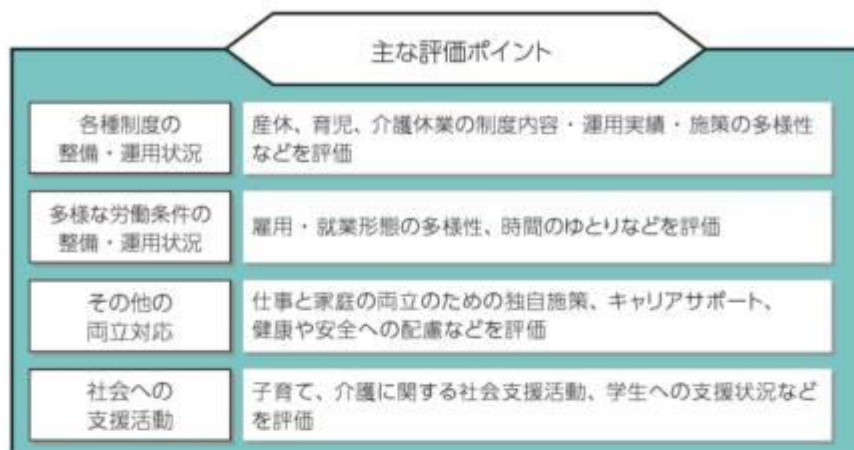 主な評価ポイント
各種制度の
整備・運用状況
産休、育児、介護休業の制度内容・運用実績・施策の多様性
などを評価
多様な労働条件の
整備・運用状況
雇用・就業形態の多様性、時間のゆとりなどを評価
その他の
両立対応
仕事と家庭の両立のための独自施策、キャリアサポート、
健康や安全への配慮などを評価
社会への
支援活動
子育て、介護に関する社会支援活動、学生への支援状況など
を評価